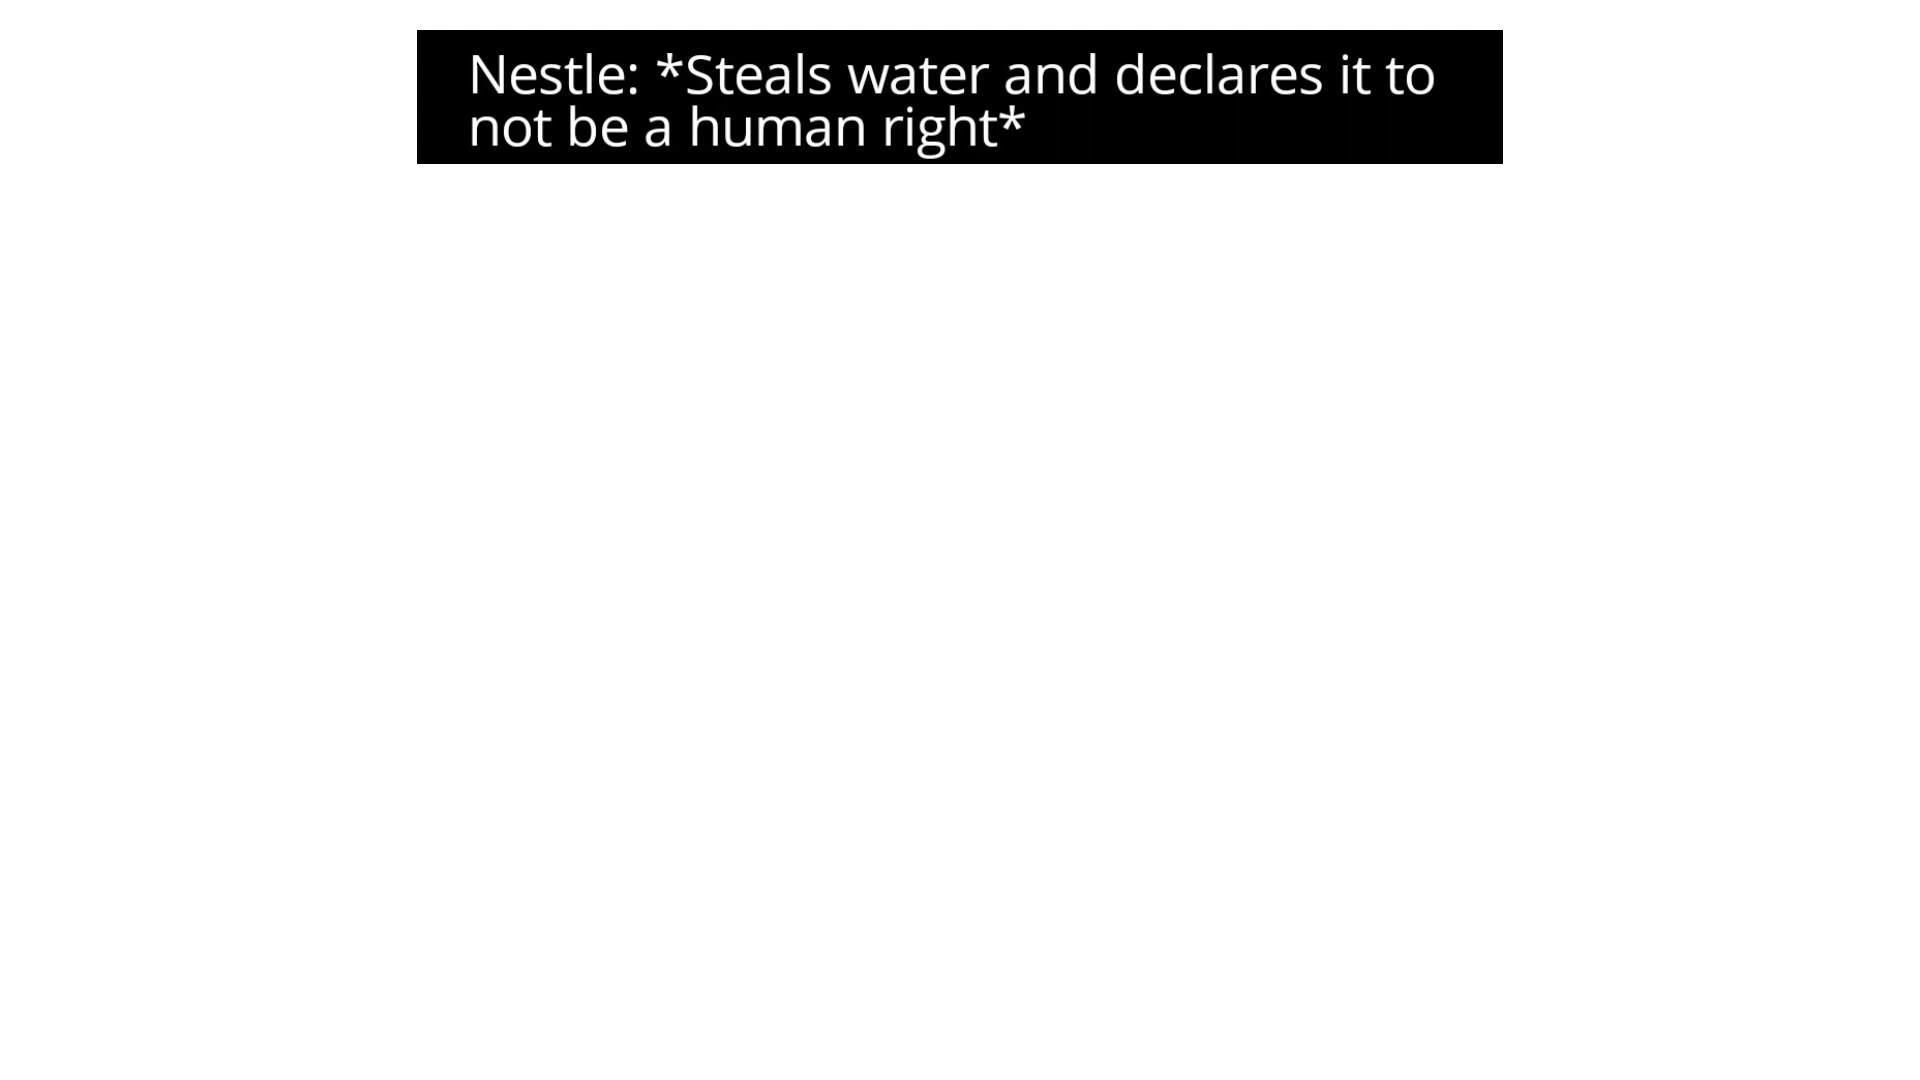 Nestle: *Steals water and declares it to
not be a human right*